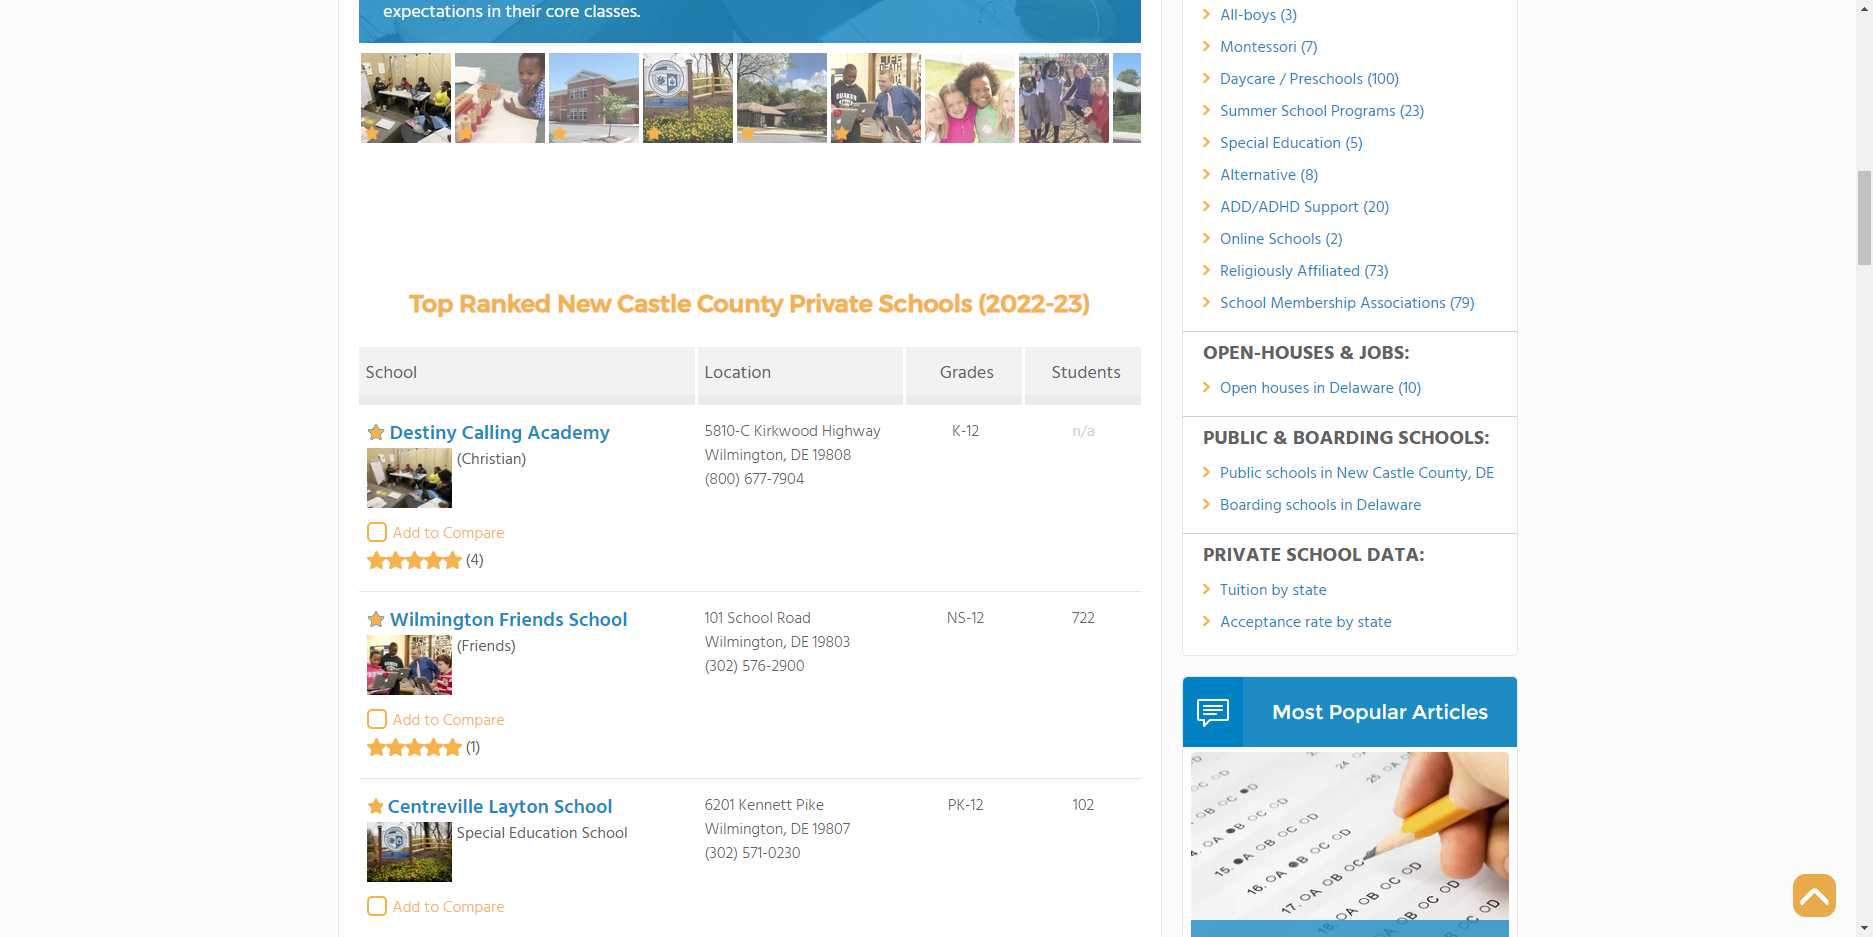 expectations in their core classes.
Top Ranked New Castle County Private Schools (2022-23)
School
Location
Grades
Students
Destiny Calling Academy
(Christian)
Add to Compare
(4)
5810-C Kirkwood Highway
Wilmington, DE 19808
(800) 677-7904
K-12
n/a
Wilmington Friends School
(Friends)
Add to Compare
(1)
101 School Road
Wilmington, DE 19803
(302) 576-2900
NS-12
722
Centreville Layton School
Special Education School
Add to Compare
6201 Kennett Pike
Wilmington, DE 19807
(302) 571-0230
PK-12
102
All-boys (3)
Montessori (7)
Daycare / Preschools (100)
Summer School Programs (23)
Special Education (5)
Alternative (8)
ADD/ADHD Support (20)
Online Schools (2)
Religiously Affiliated (73)
School Membership Associations (79)
OPEN-HOUSES & JOBS:
Open houses in Delaware (10)
PUBLIC & BOARDING SCHOOLS:
Public schools in New Castle County, DE
Boarding schools in Delaware
PRIVATE SCHOOL DATA:
Tuition by state
Acceptance rate by state
Most Popular Articles